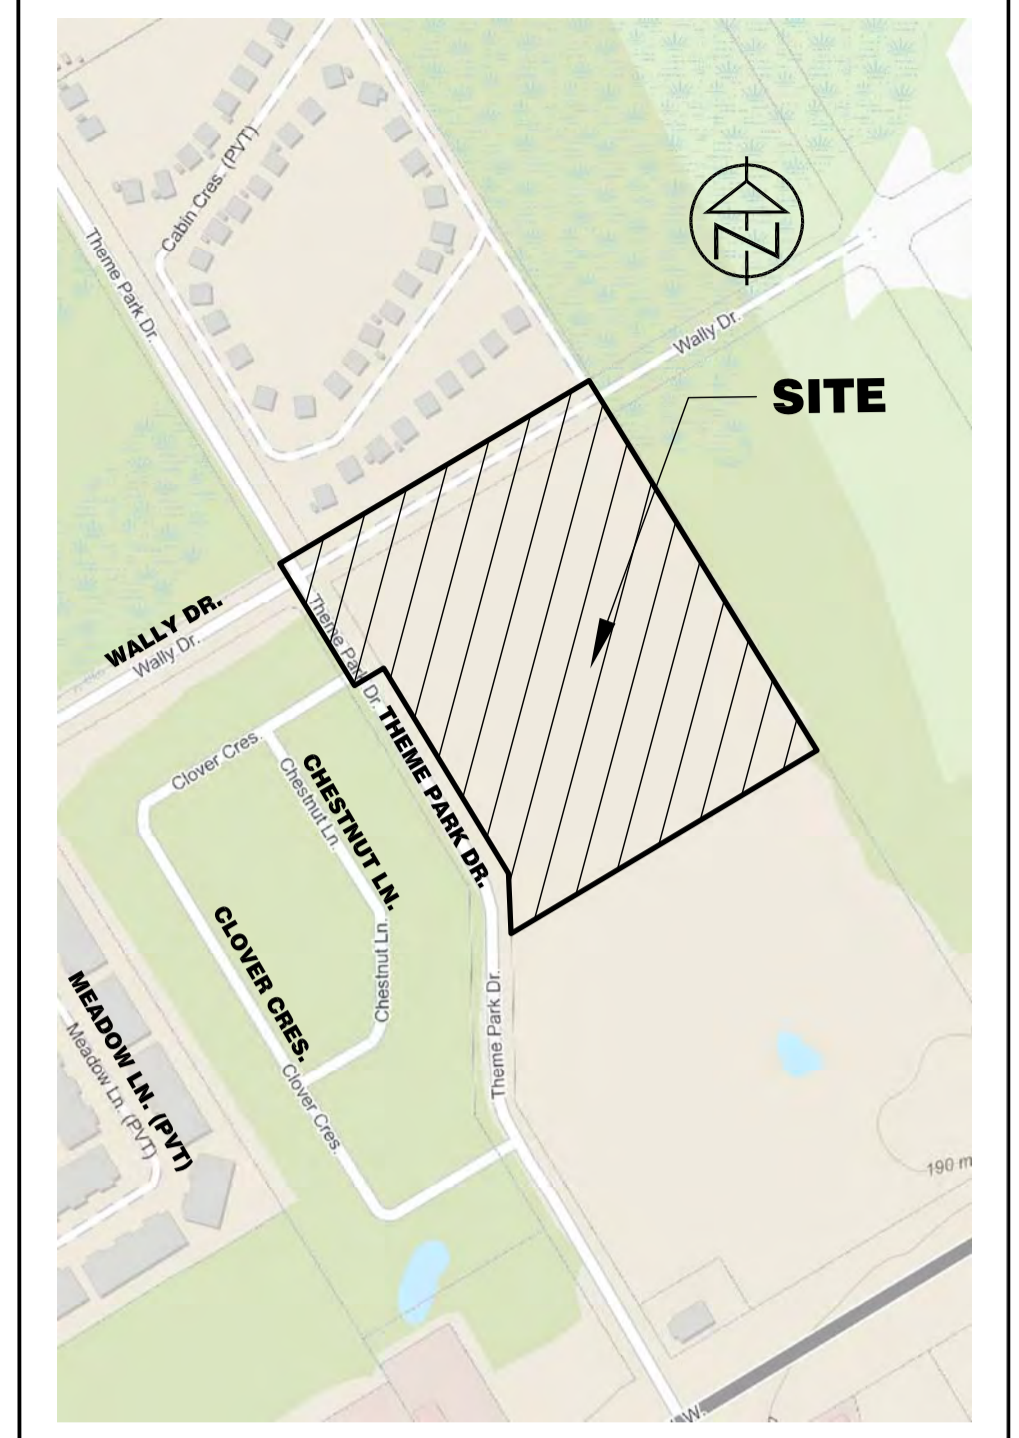 Cabin Cres. (PVT)
Theme Park Dr.
Wally Dr.
N
SITE
WALLY DR.
Wally Dr.
Theme Park Dr.
THEME PARK DR.
Clover Cres.
CHESTNUT LN.
Chestnut Ln.
CLOVER CRES.
Chestnut Ln.
MEADOW LN. (PVT)
Meadow Ln. (PVT)
Theme Park Dr.
Clover Cres.
190 m
W.